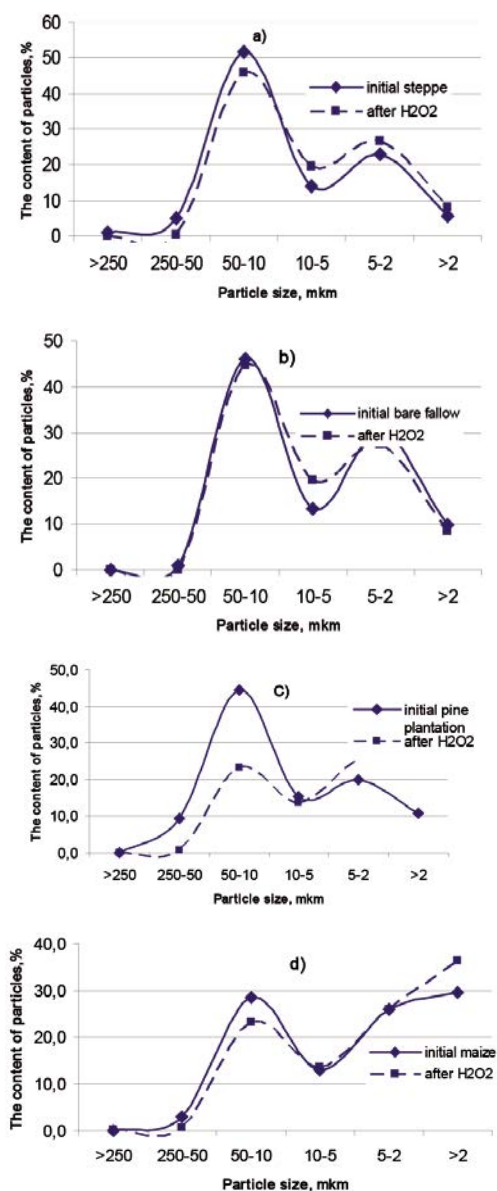 a)
The content of particles,%
60
50
40
30
20
10
0
initial steppe
after H2O2
>250 250-50 50-10 10-5 5-2 >2
Particle size, mkm
b)
The content of particles,%
50
40
30
20
10
0
initial bare fallow
after H2O2
>250 250-50 50-10 10-5 5-2 >2
Particle size, mkm
C)
The content of particles,%
50,0
40,0
30,0
20,0
10,0
0,0
initial pine
plantation
after H2O2
>250 250-50 50-10 10-5 5-2 >2
Particle size, mkm
d)
The content of particles,%
40,0
30,0
20,0
10,0
0,0
initial maize
after H2O2
>250 250-50 50-10 10-5 5-2 >2
Particle size, mkm